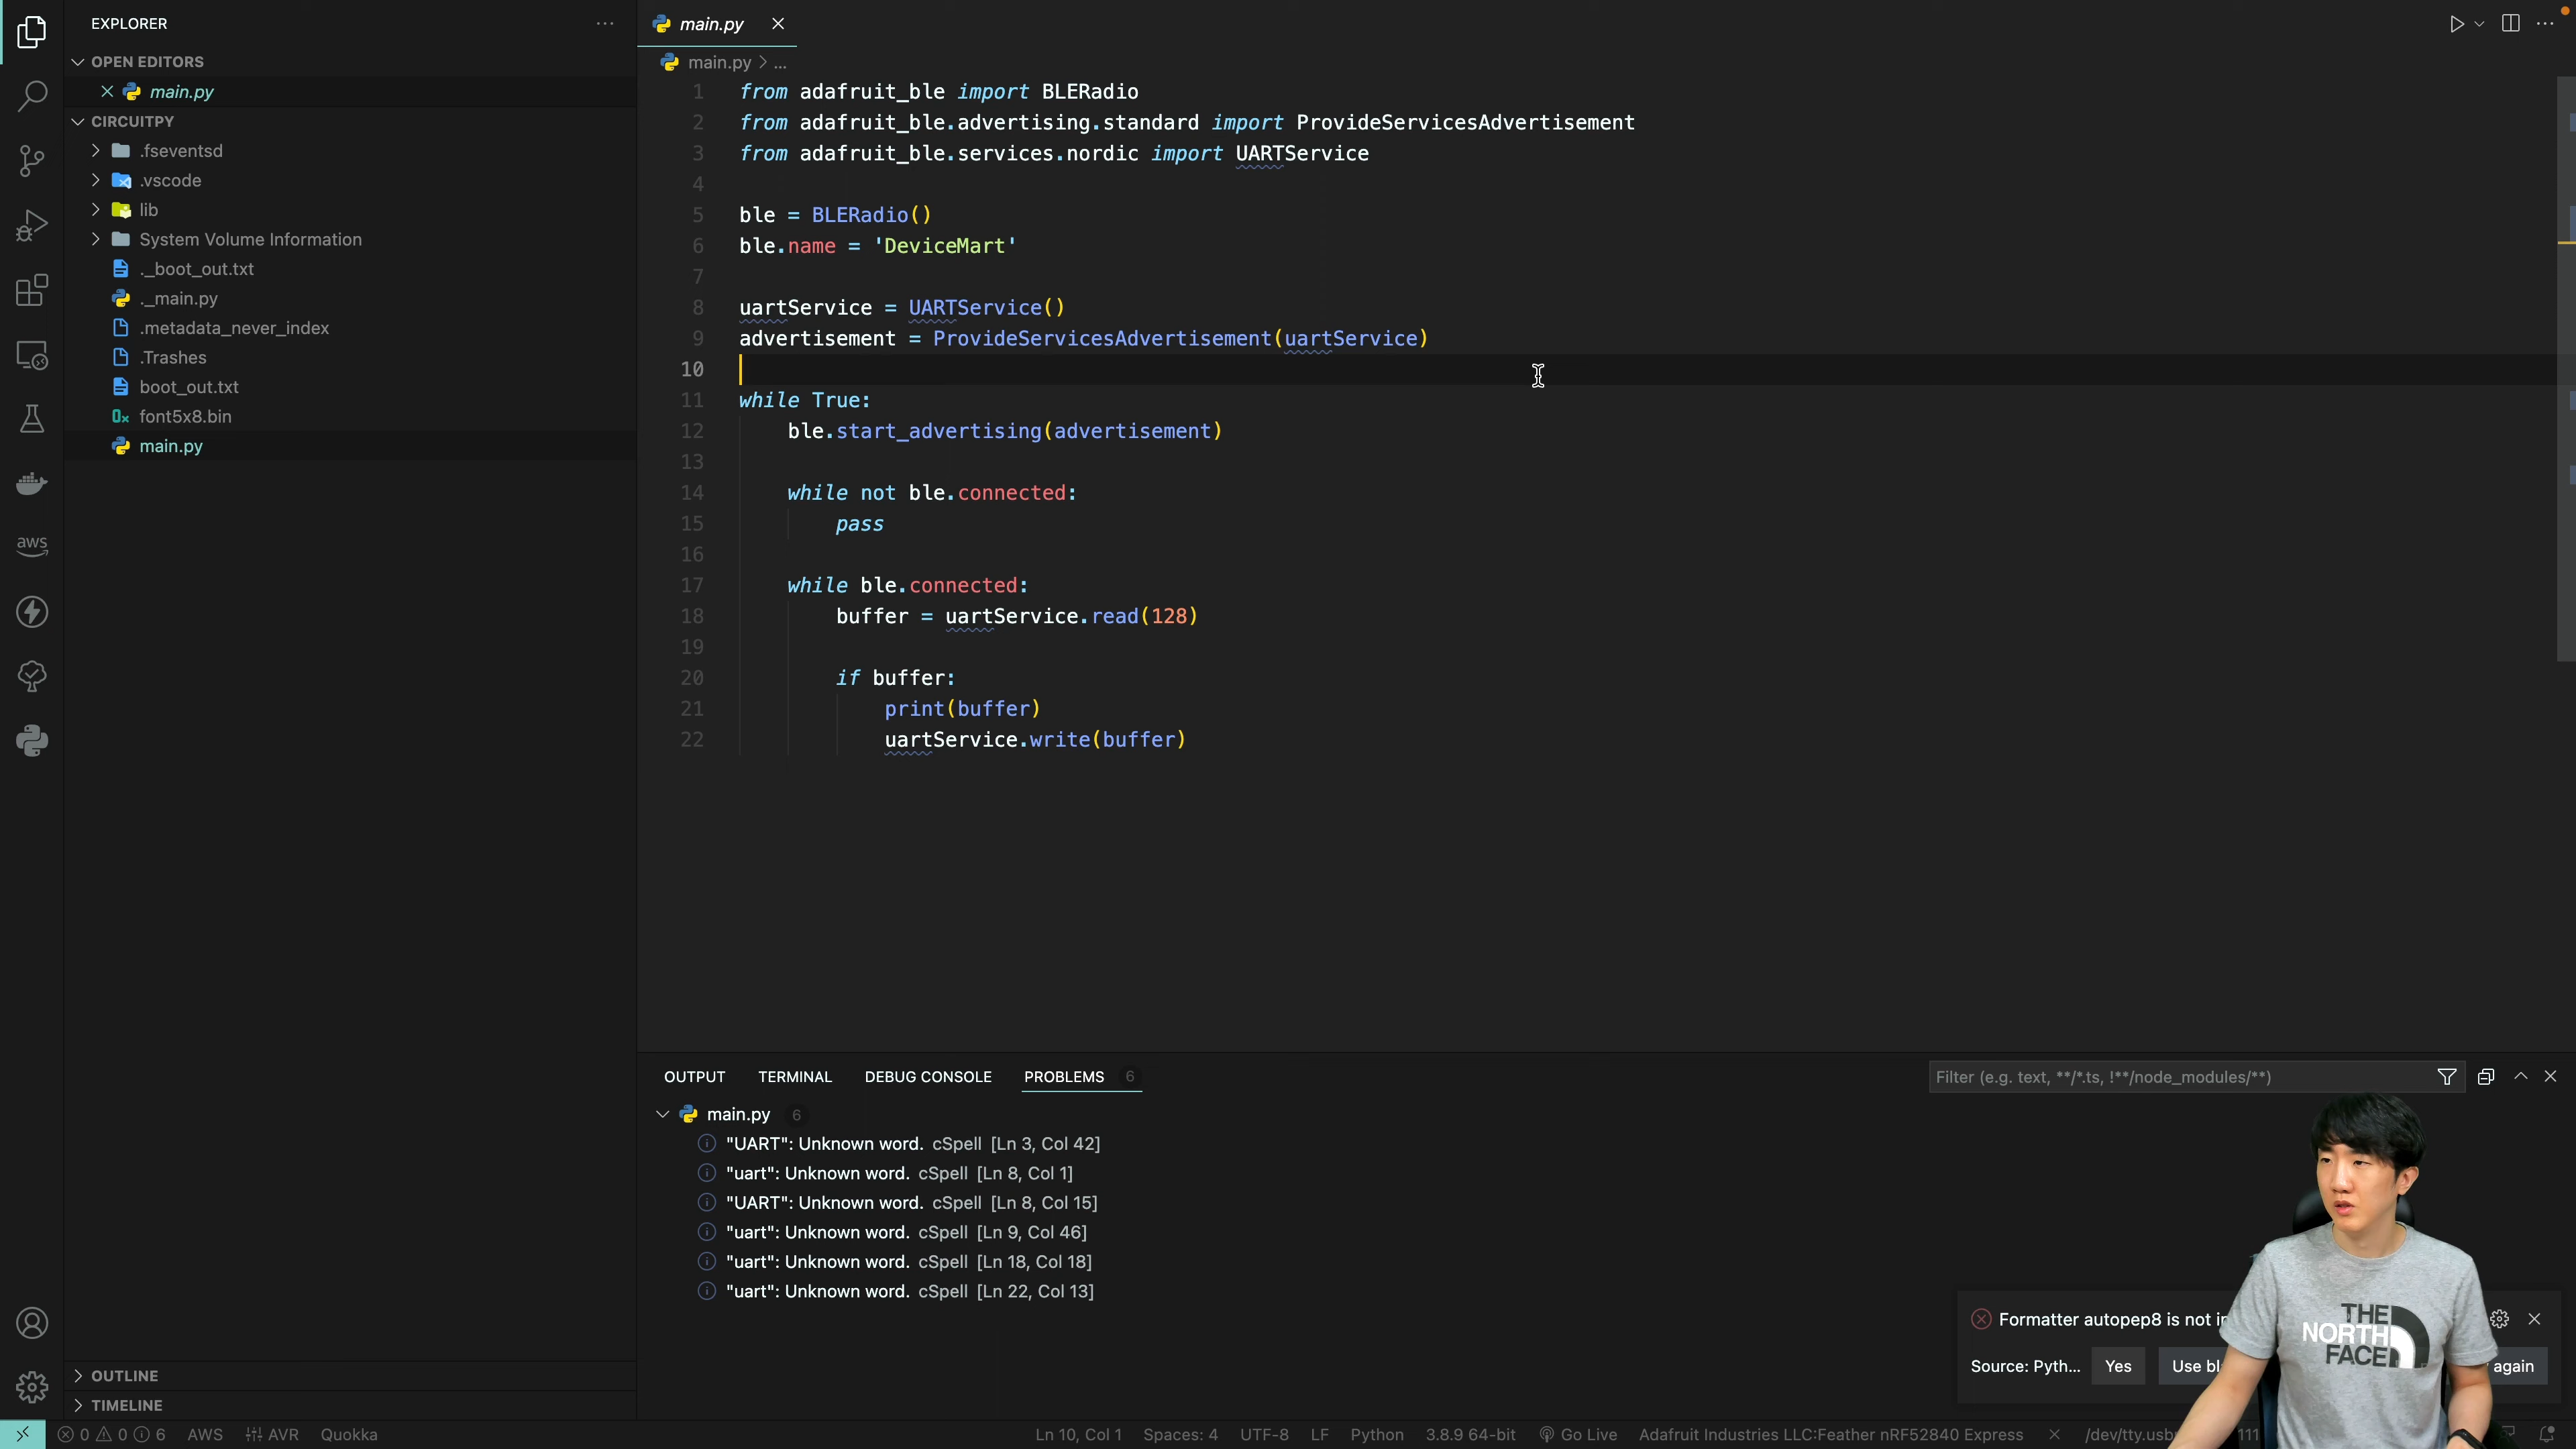 EXPLORER
OPEN EDITORS
main.py
CIRCUITPY
.fseventsd
.vscode
lib
System Volume Information
._boot_out.txt
._main.py
.metadata_never_index
.Trashes
boot_out.txt
font5x8.bin
main.py
OUTLINE
TIMELINE
aws
main.py
main.py > ...
1 from adafruit_ble import BLERadio
2 from adafruit_ble.advertising.standard import ProvideServicesAdvertisement
3 from adafruit_ble.services.nordic import UARTService
4
5 ble = BLERadio()
6 ble.name = 'DeviceMart'
7
8 uartService = UARTService()
9 advertisement = ProvideServicesAdvertisement(uartService)
10
11 while True:
12 ble.start_advertising(advertisement)
13
14 while not ble.connected:
15 pass
16
17 while ble.connected:
18 buffer = uartService.read(128)
19
20 if buffer:
21 print(buffer)
22 uartService.write(buffer)
OUTPUT TERMINAL DEBUG CONSOLE PROBLEMS 6
Filter (e.g. text, **/*.ts, !**/node_modules/**)
main.py 6
"UART": Unknown word. cSpell [Ln 3, Col 42]
"uart": Unknown word. cSpell [Ln 8, Col 1]
"UART": Unknown word. cSpell [Ln 8, Col 15]
"uart": Unknown word. cSpell [Ln 9, Col 46]
"uart": Unknown word. cSpell [Ln 18, Col 18]
"uart": Unknown word. cSpell [Ln 22, Col 13]
Formatter autopep8 is not
Source: Pyth... Yes Use again
THE
NORTH
FACE
0 0 6 AWS AVR Quokka
Ln 10, Col 1 Spaces: 4 UTF-8 LF Python 3.8.9 64-bit Go Live Adafruit Industries LLC:Feather nRF52840 Express